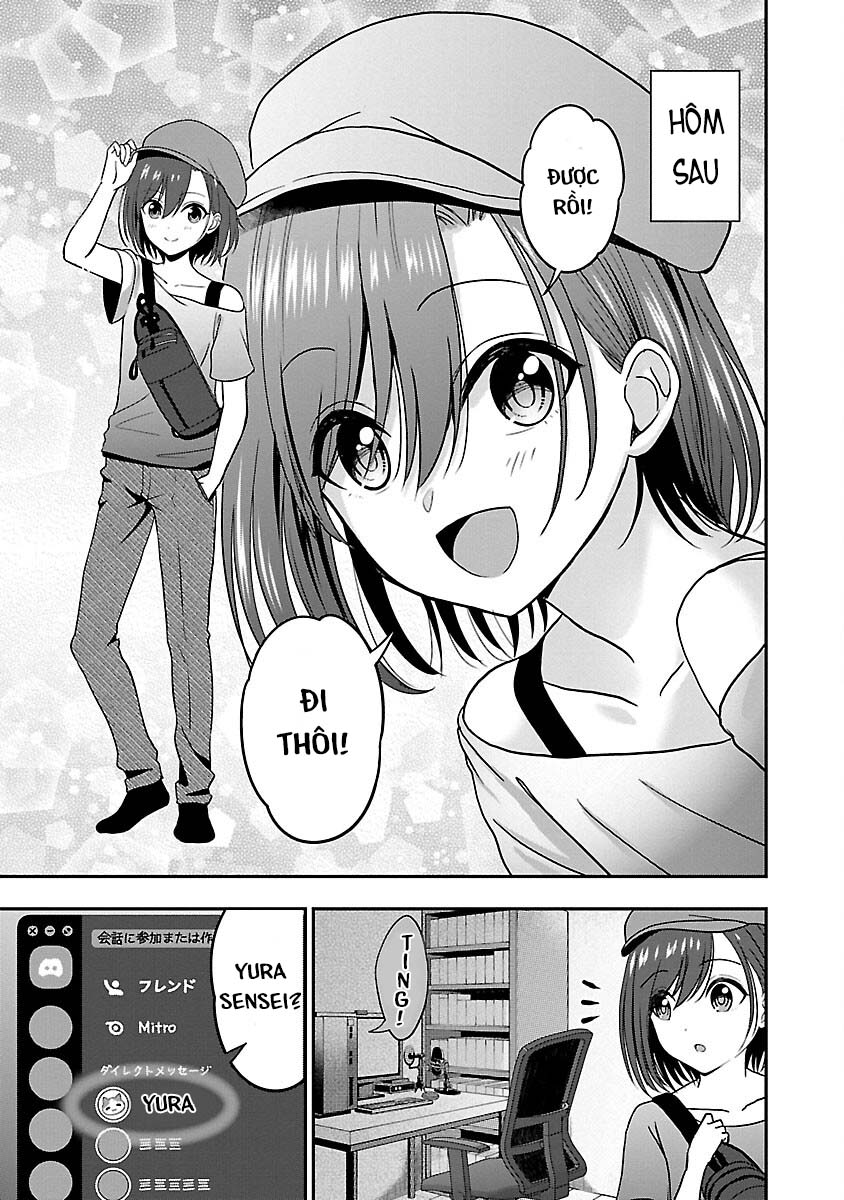 HÔM
SAU
ĐƯỢC
RỒI!
ĐI
THÔI!
TING!
YURA
SENSEI?
会話に参加または作
フレンド
Mitro
ダイレクトメッセージ
YURA